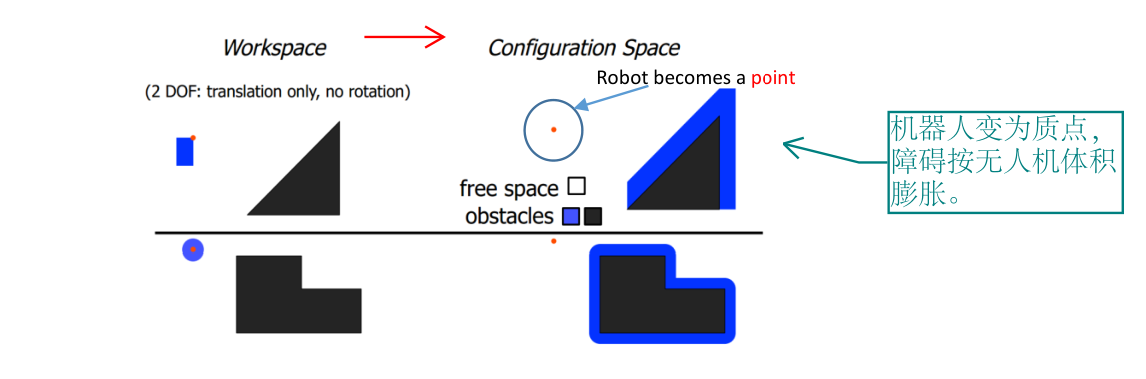 Workspace
Configuration Space
(2 DOF: translation only, no rotation)
Robot becomes a point
机器人变为质点，
障碍按无人机体积
膨胀。
free space
obstacles